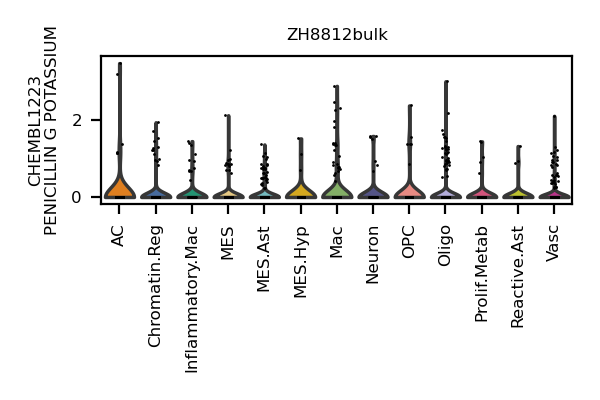 ZH8812bulk
CHEMBL1223
PENICILLIN G POTASSIUM
2
0
AC
Chromatin.Reg
Inflammatory.Mac
MES
MES.Ast
MES.Hyp
Mac
Neuron
OPC
Oligo
Prolif.Metab
Reactive.Ast
Vasc